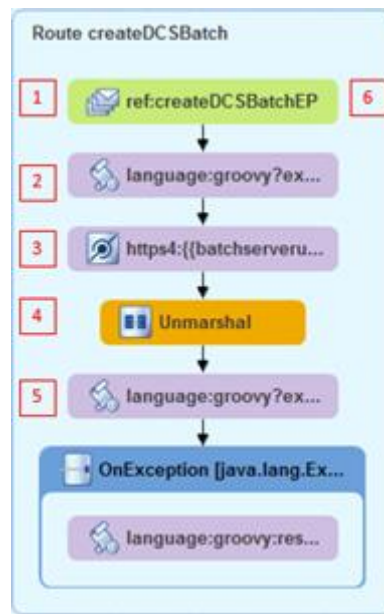 Route createDCSBatch
1 ref:createDCSBatchEP 6
2 language:groovy?ex...
3 https4:{{batchserveru...
4 Unmarshal
5 language:groovy?ex...
OnException [java.lang.Ex...
language:groovy:res...